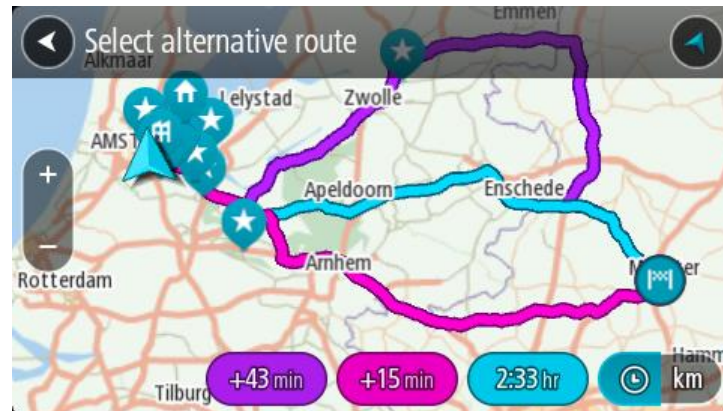 Emmen
Select alternative route
Alkmaar
Lelystad
Zwolle
AMST
+
Apeldoorn
Enschede
−
Arnhem
M ter
Rotterdam
Hamm
+43 min
+15 min
2:33 hr
km
Tilburg